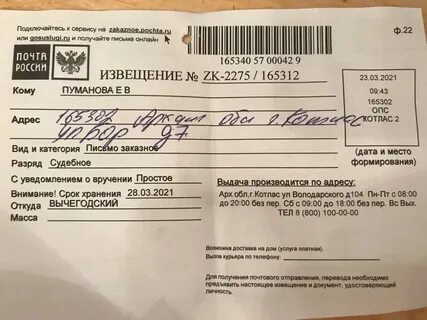 Подключайтесь к сервису на zakaznoe.pochta.ru
или gosuslugi.ru и получайте письма онлайн
ф.22
ПОЧТА
РОССИИ
165340 57 00042 9
ИЗВЕЩЕНИЕ № ZK-2275 / 165312
Кому ПУМАНОВА Е В
23.03.2021
09:43
165302
ОПС
КОТЛАС 2
(дата и место
формирования)
Адрес 165302 Арх Обл г. Котлас
ул
Вид и категория Письмо заказное
Разряд Судебное
С уведомлением о вручении Простое
Внимание! Срок хранения 28.03.2021
Откуда ВЫЧЕГОДСКИЙ
Масса
Выдача производится по адресу:
Арх.обл.г.Котлас ул Володарского д104 Пн-Пт с 08:00
до 20:00 без пер. Сб с 09:00 до 18:00 без пер. Вс Вых.
ТЕЛ 8 (800) 100-00-00
Возможна доставка на дом (услуга платная).
Вызов курьера по телефону:
Для получения почтового отправления, перевода необходимо
предъявить настоящее извещение и документ, удостоверяющий
личность.